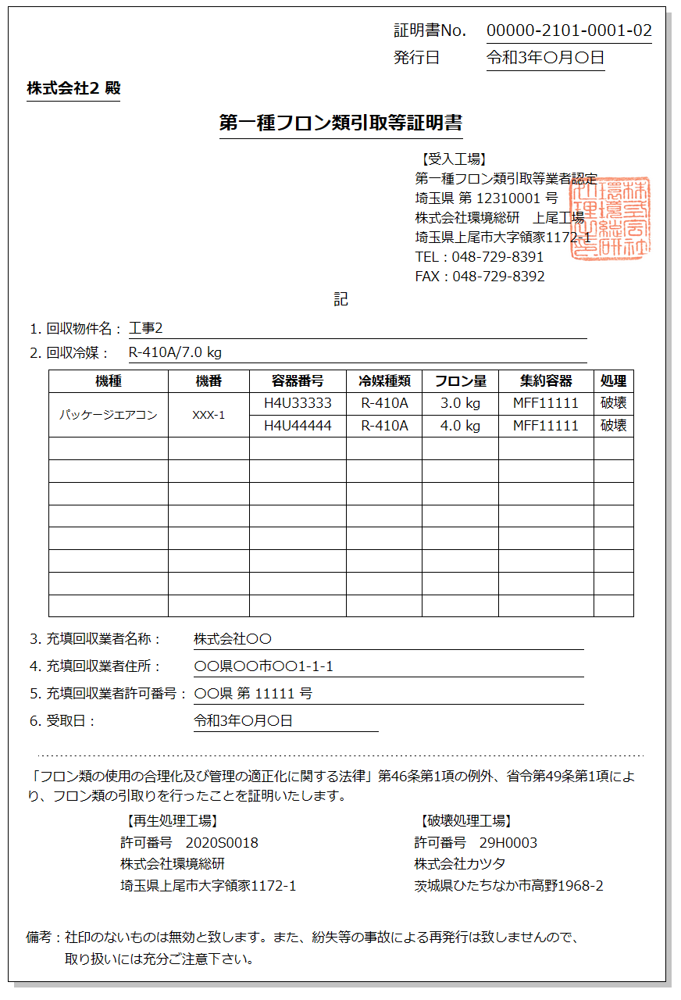 証明書No. 00000-2101-0001-02
発行日 令和3年〇月〇日
株式会社2 殿
第一種フロン類引取等証明書
【受入工場】
第一種フロン類引取等業者認定
埼玉県 第 12310001 号
株式会社環境総研 上尾工場
埼玉県上尾市大字領家1172-1
TEL：048-729-8391
FAX：048-729-8392
株式会社
環境総研
処理之印
記
1. 回収物件名： 工事2
2. 回収冷媒： R-410A/7.0 kg
機種 機番 容器番号 冷媒種類 フロン量 集約容器 処理
パッケージエアコン XXX-1 H4U33333 R-410A 3.0 kg MFF11111 破壊
H4U44444 R-410A 4.0 kg MFF11111 破壊
3. 充填回収業者名称： 株式会社〇〇
4. 充填回収業者住所： 〇〇県〇〇市〇〇1-1-1
5. 充填回収業者許可番号： 〇〇県 第 11111 号
6. 受取日： 令和3年〇月〇日
「フロン類の使用の合理化及び管理の適正化に関する法律」第46条第1項の例外、省令第49条第1項によ
り、フロン類の引取りを行ったことを証明いたします。
【再生処理工場】
許可番号 2020S0018
株式会社環境総研
埼玉県上尾市大字領家1172-1
【破壊処理工場】
許可番号 29H0003
株式会社カツタ
茨城県ひたちなか市高野1968-2
備考：社印のないものは無効と致します。また、紛失等の事故による再発行は致しませんので、
取り扱いには充分ご注意下さい。